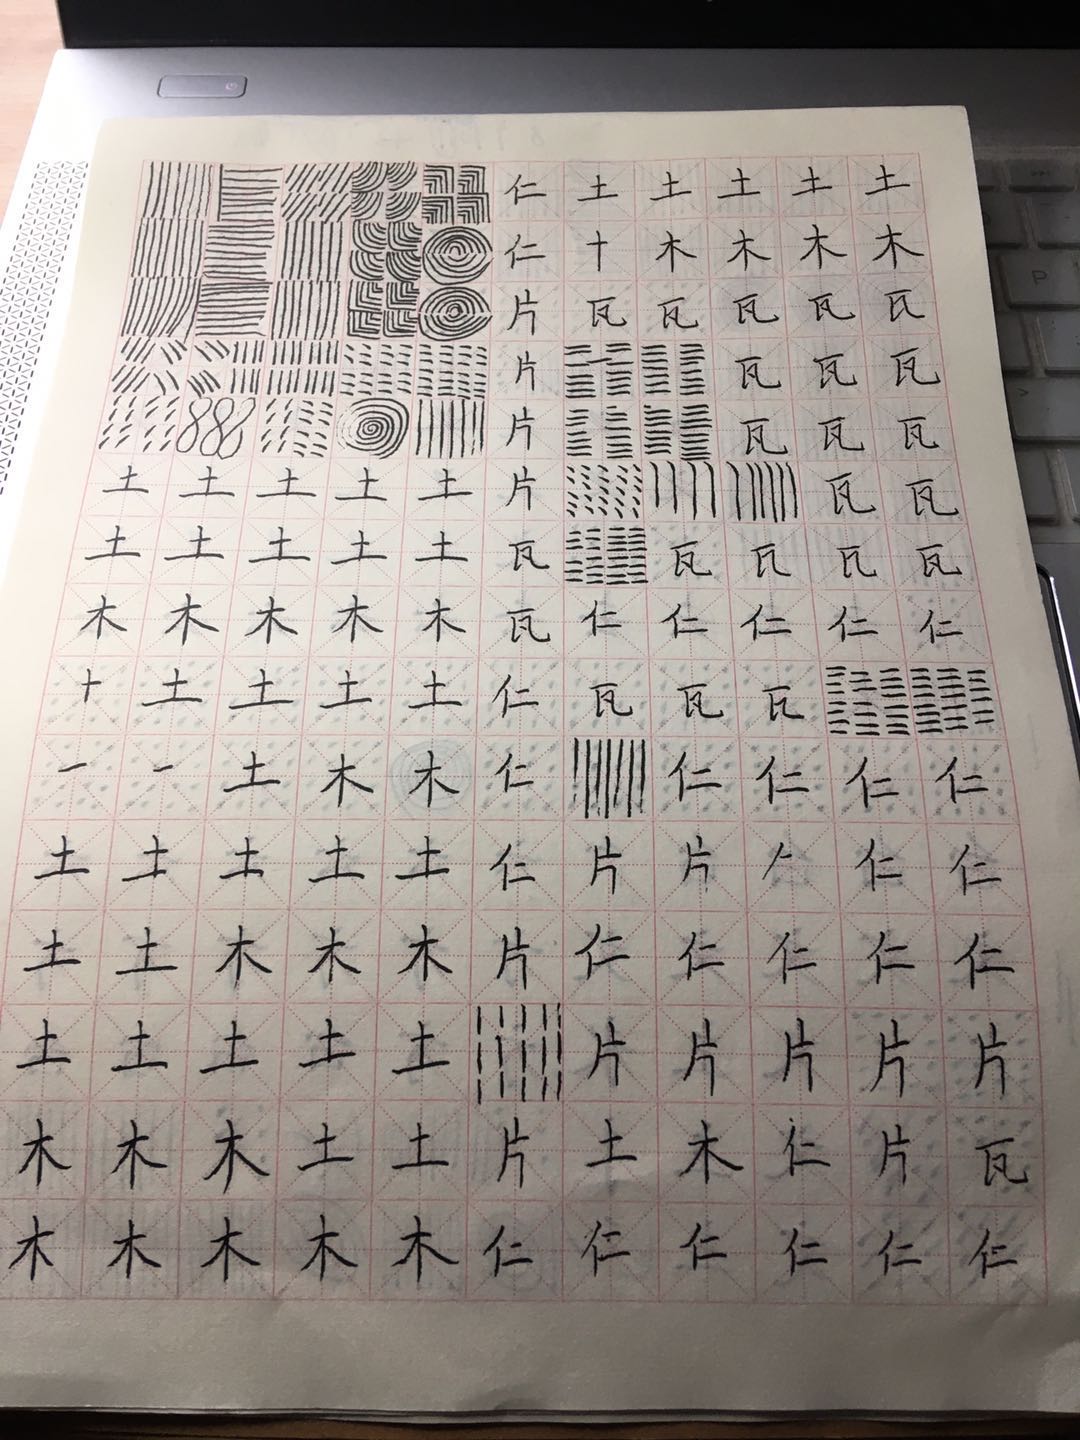 仁 土 土 土 土 土
仁 十 木 木 木 木
片 瓦 瓦 瓦 瓦 瓦
片 瓦 瓦 瓦
片 瓦 瓦 瓦
土 土 土 土 土 片 瓦 瓦
土 土 土 土 土 瓦 瓦 瓦 瓦 瓦
木 木 木 木 木 瓦 仁 仁 仁 仁 仁
十 土 土 土 土 仁 瓦 瓦 瓦
一 一 土 木 木 仁 仁 仁 仁 仁
土 土 土 土 土 仁 片 片 仁 仁
土 土 木 木 木 片 仁 仁 仁 仁 仁
土 土 土 土 土 片 片 片 片 片
木 木 木 土 土 片 土 木 仁 片 瓦
木 木 木 木 木 仁 仁 仁 仁 仁 仁
P